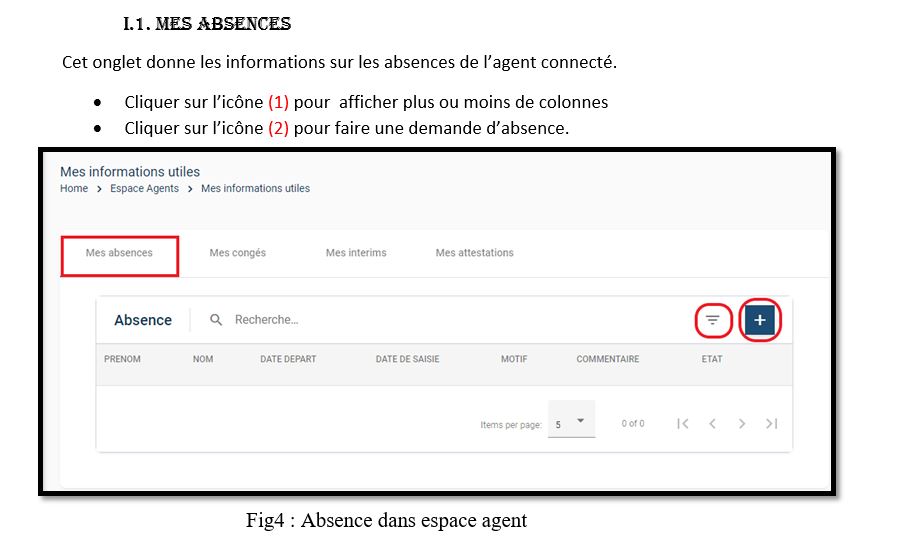 I.1. MES ABSENCES
Cet onglet donne les informations sur les absences de l’agent connecté.
• Cliquer sur l’icône (1) pour afficher plus ou moins de colonnes
• Cliquer sur l’icône (2) pour faire une demande d’absence.
Mes informations utiles
Home > Espace Agents > Mes informations utiles
Mes absences Mes congés Mes interims Mes attestations
Absence Recherche... +
PRENOM NOM DATE DEPART DATE DE SAISIE MOTIF COMMENTAIRE ETAT
Items per page: 5 0 of 0
Fig4 : Absence dans espace agent